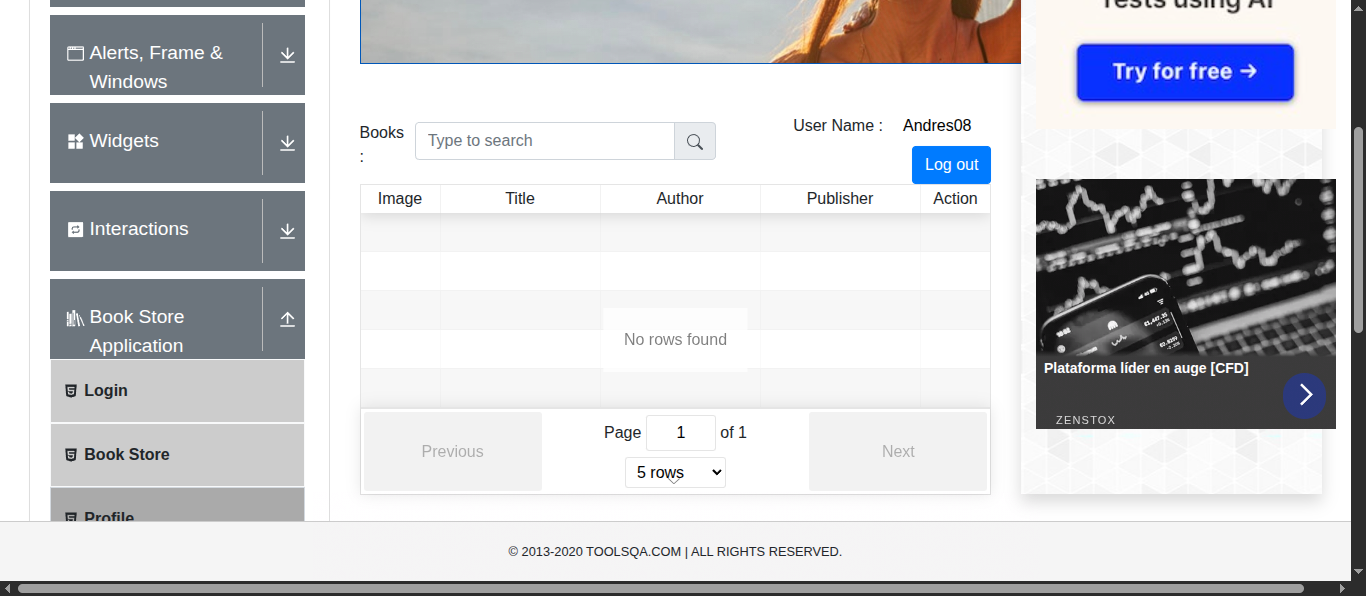 Tests using AI
Try for free →
Alerts, Frame &
Windows
Widgets
Interactions
Book Store
Application
Login
Book Store
Profile
Books
:
Type to search
User Name :
Andres08
Log out
Image
Title
Author
Publisher
Action
No rows found
Previous
Page
1
of 1
5 rows
Next
Plataforma líder en auge [CFD]
ZENSTOX
© 2013-2020 TOOLSQA.COM | ALL RIGHTS RESERVED.